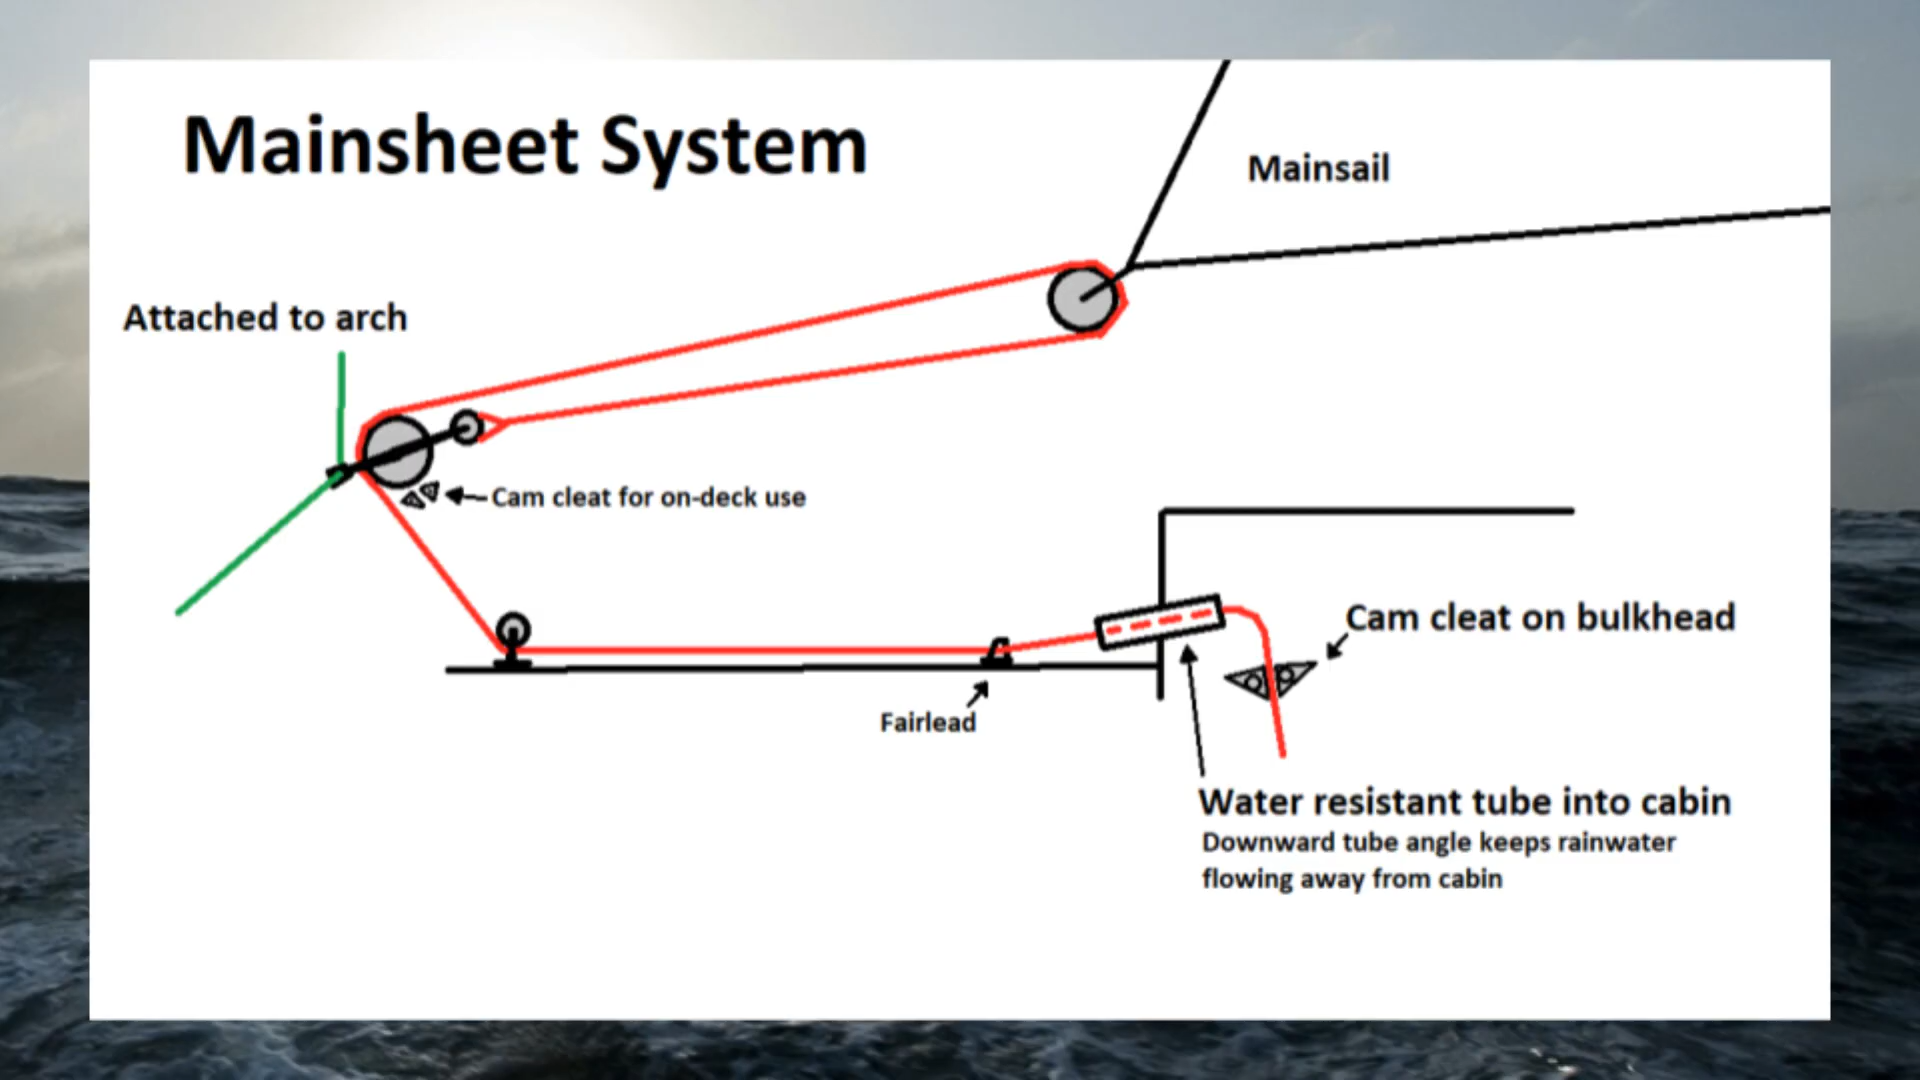 Mainsheet System
Mainsail
Attached to arch
Cam cleat for on-deck use
Cam cleat on bulkhead
Fairlead
Water resistant tube into cabin
Downward tube angle keeps rainwater
flowing away from cabin